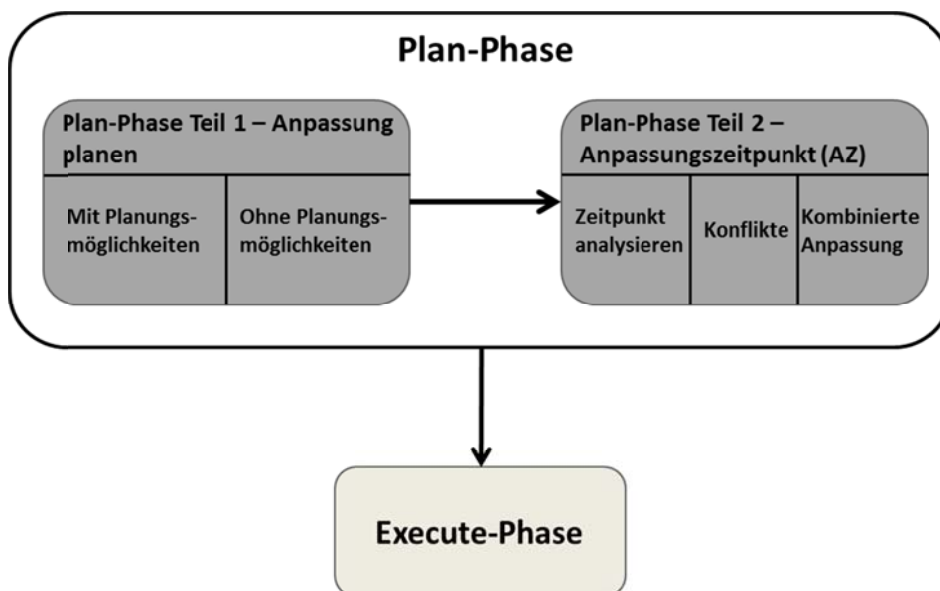 Plan-Phase
Plan-Phase Teil 1 – Anpassung
planen
Mit Planungs-
möglichkeiten
Ohne Planungs-
möglichkeiten
Plan-Phase Teil 2 –
Anpassungszeitpunkt (AZ)
Zeitpunkt
analysieren
Konflikte
Kombinierte
Anpassung
Execute-Phase